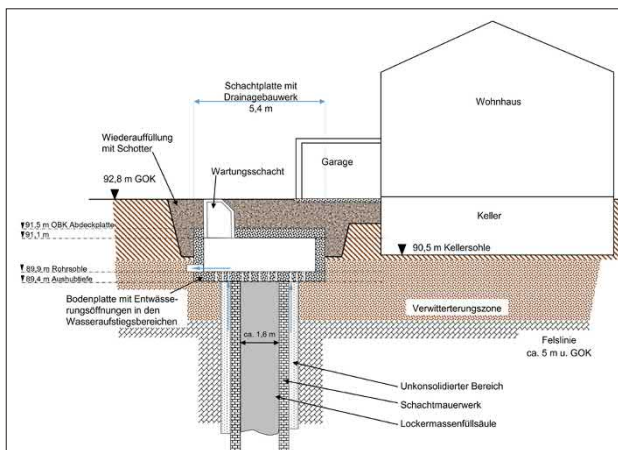 Schachtplatte mit
Drainagebauwerk
5,4 m
Wohnhaus
Wiederauffüllung
mit Schotter
Wartungsschacht
Garage
92,8 m GOK
Keller
91,5 m OBK Abdeckplatte
91,1 m
90,5 m Kellersohle
89,9 m Rohrsohle
89,4 m Aushubtiefe
Bodenplatte mit Entwässe-
rungsöffnungen in den
Wasseraufstiegsbereichen
Verwitterterungszone
ca. 1,6 m
Felslinie
ca. 5 m u. GOK
Unkonsolidierter Bereich
Schachtmauerwerk
Lockermassenfüllsäule